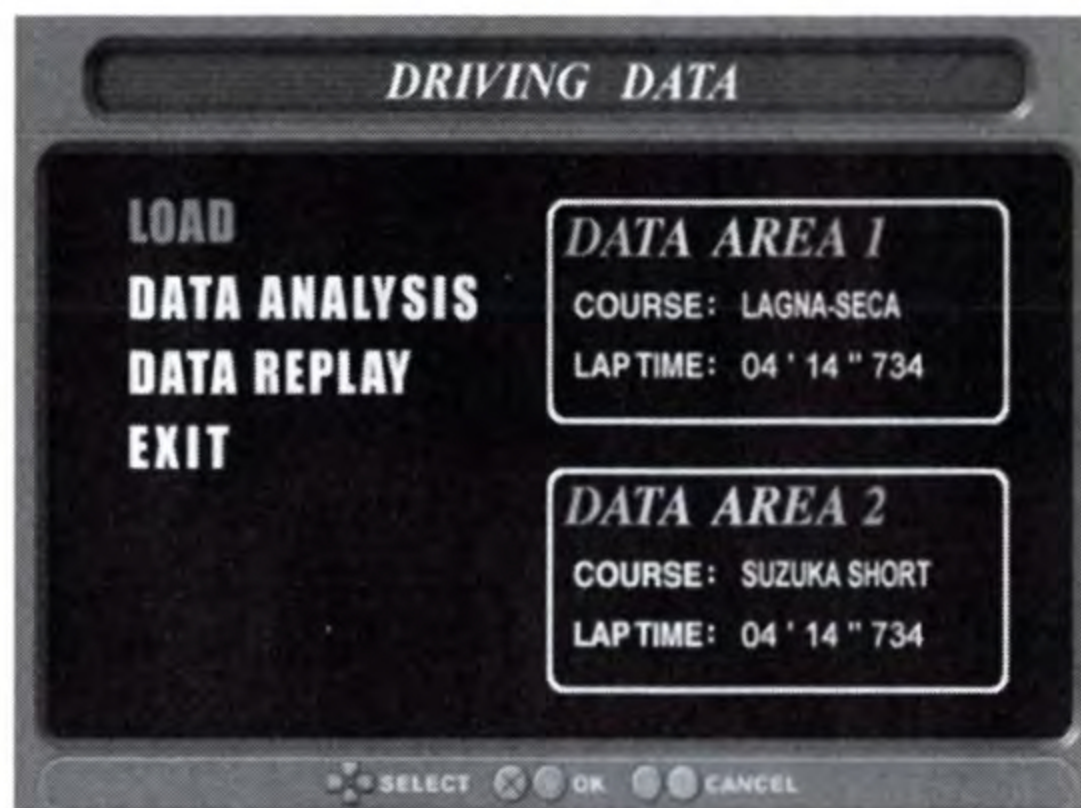 DRIVING DATA
LOAD
DATA ANALYSIS
DATA REPLAY
EXIT
DATA AREA 1
COURSE: LAGNA-SECA
LAP TIME: 04 ' 14 " 734
DATA AREA 2
COURSE: SUZUKA SHORT
LAP TIME: 04 ' 14 " 734
SELECT OK CANCEL